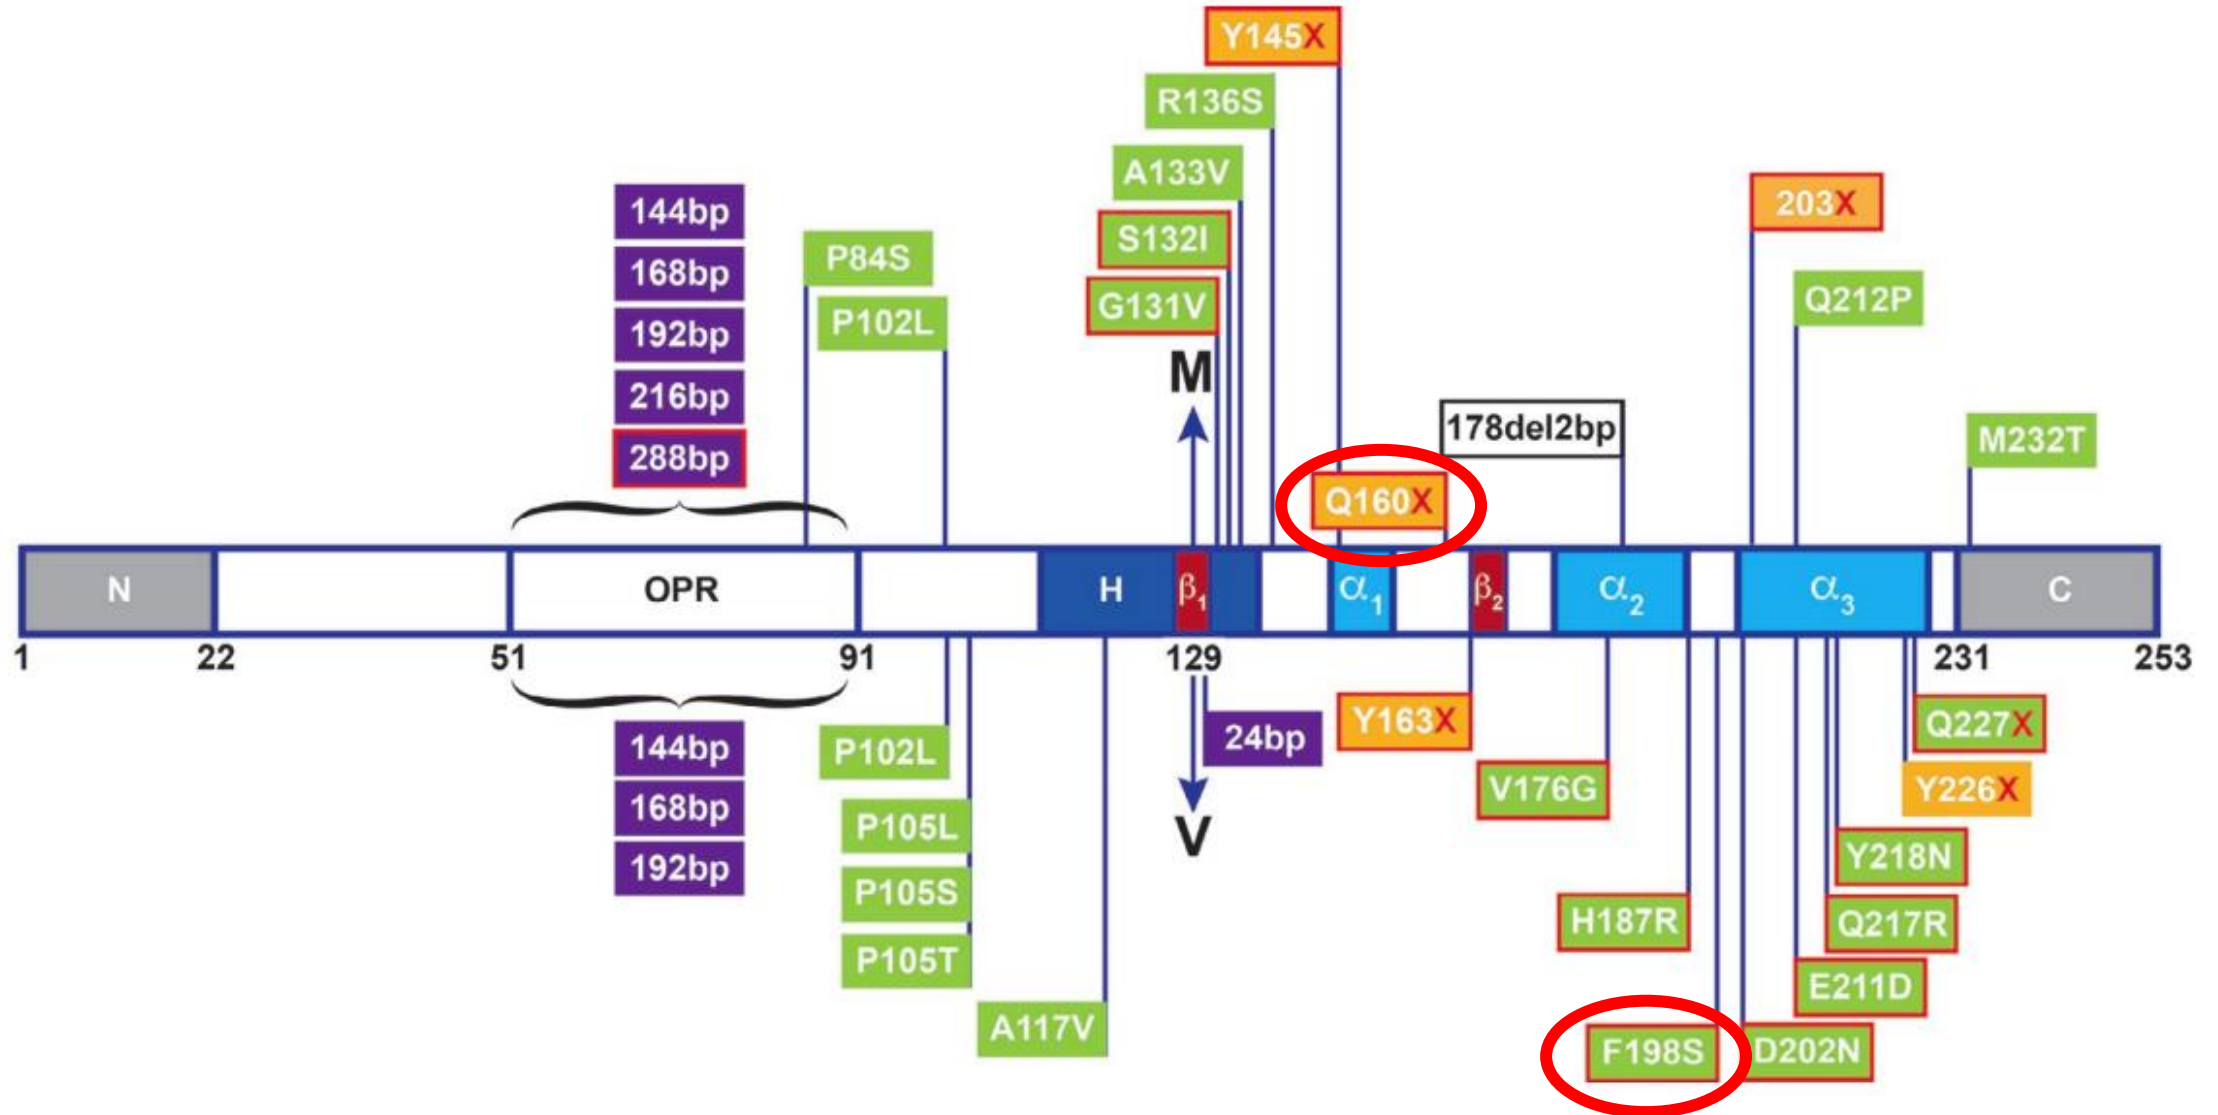 Y145X
R136S
A133V
203X
144bp
P84S
S132I
168bp
Q212P
G131V
P102L
192bp
M
216bp
178del2bp
M232T
288bp
Q160X
N
OPR
H
β1
α1
β2
α2
α3
C
1
22
51
91
129
231
253
144bp
P102L
24bp
Y163X
Q227X
168bp
V176G
Y226X
P105L
V
192bp
Y218N
P105S
H187R
Q217R
P105T
E211D
A117V
F198S
D202N